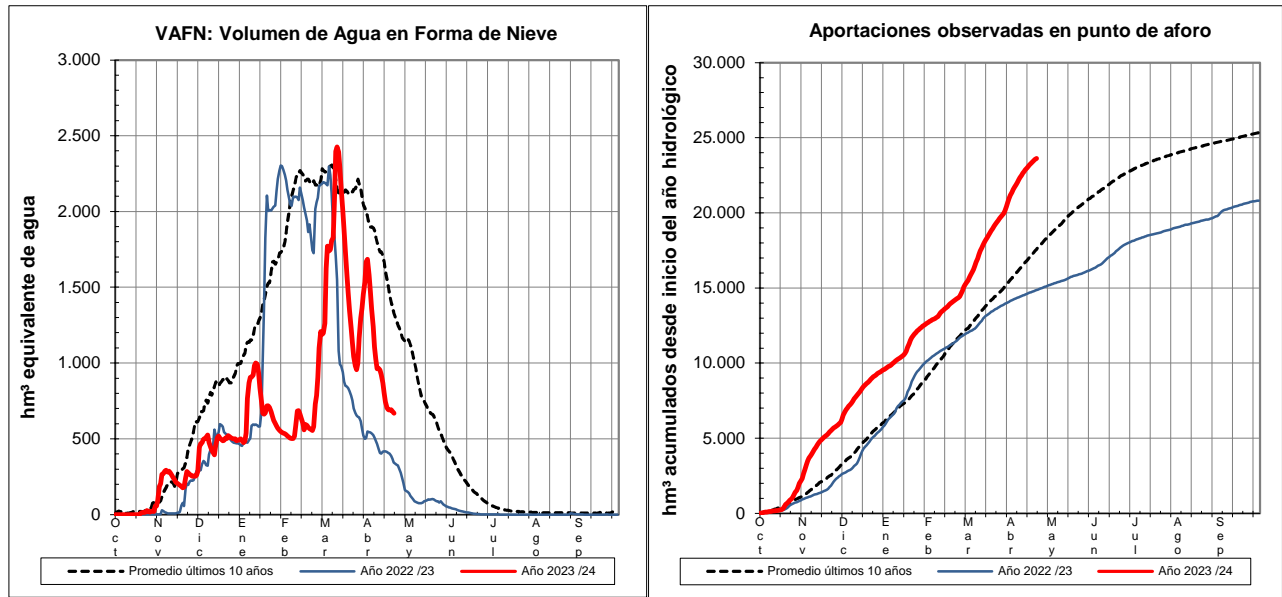 VAFN: Volumen de Agua en Forma de Nieve
hm³ equivalente de agua
3.000
2.500
2.000
1.500
1.000
500
0
Oct
Nov
Dic
Ene
Feb
Mar
Abr
May
Jun
Jul
Ago
Sep
Promedio últimos 10 años
Año 2022 /23
Año 2023 /24
Aportaciones observadas en punto de aforo
hm³ acumulados desde inicio del año hidrológico
30.000
25.000
20.000
15.000
10.000
5.000
0
Oct
Nov
Dic
Ene
Feb
Mar
Abr
May
Jun
Jul
Ago
Sep
Promedio últimos 10 años
Año 2022 /23
Año 2023 /24